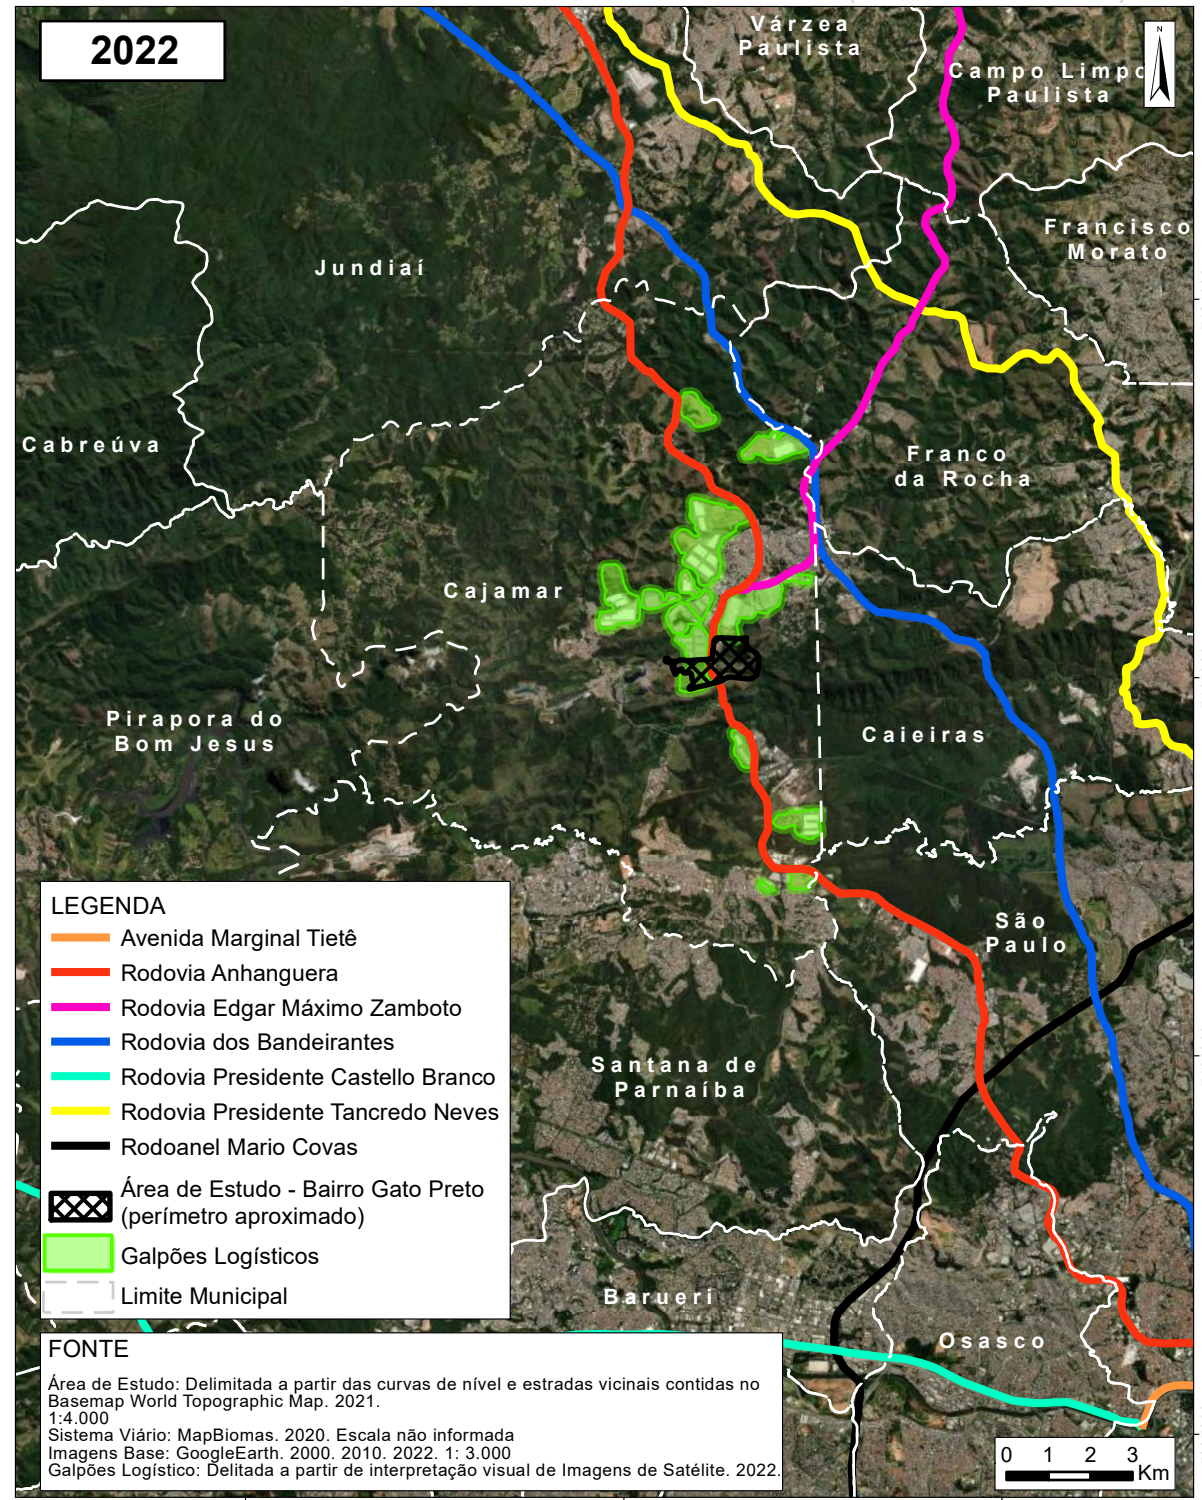 2022
Várzea
Paulista
N
Campo Limpo
Paulista
Francisco
Morato
Jundiaí
Cabreúva
Franco
da Rocha
Cajamar
Pirapora do
Bom Jesus
Caieiras
LEGENDA
Avenida Marginal Tietê
Rodovia Anhanguera
Rodovia Edgar Máximo Zamboto
Rodovia dos Bandeirantes
Rodovia Presidente Castello Branco
Rodovia Presidente Tancredo Neves
Rodoanel Mario Covas
Área de Estudo - Bairro Gato Preto
(perímetro aproximado)
Galpões Logísticos
Limite Municipal
São
Paulo
Santana de
Parnaíba
Barueri
Osasco
FONTE
Área de Estudo: Delimitada a partir das curvas de nível e estradas vicinais contidas no
Basemap World Topographic Map. 2021.
1:4.000
Sistema Viário: MapBiomas. 2020. Escala não informada
Imagens Base: GoogleEarth. 2000. 2010. 2022. 1: 3.000
Galpões Logístico: Delitada a partir de interpretação visual de Imagens de Satélite. 2022.
0 1 2 3
Km